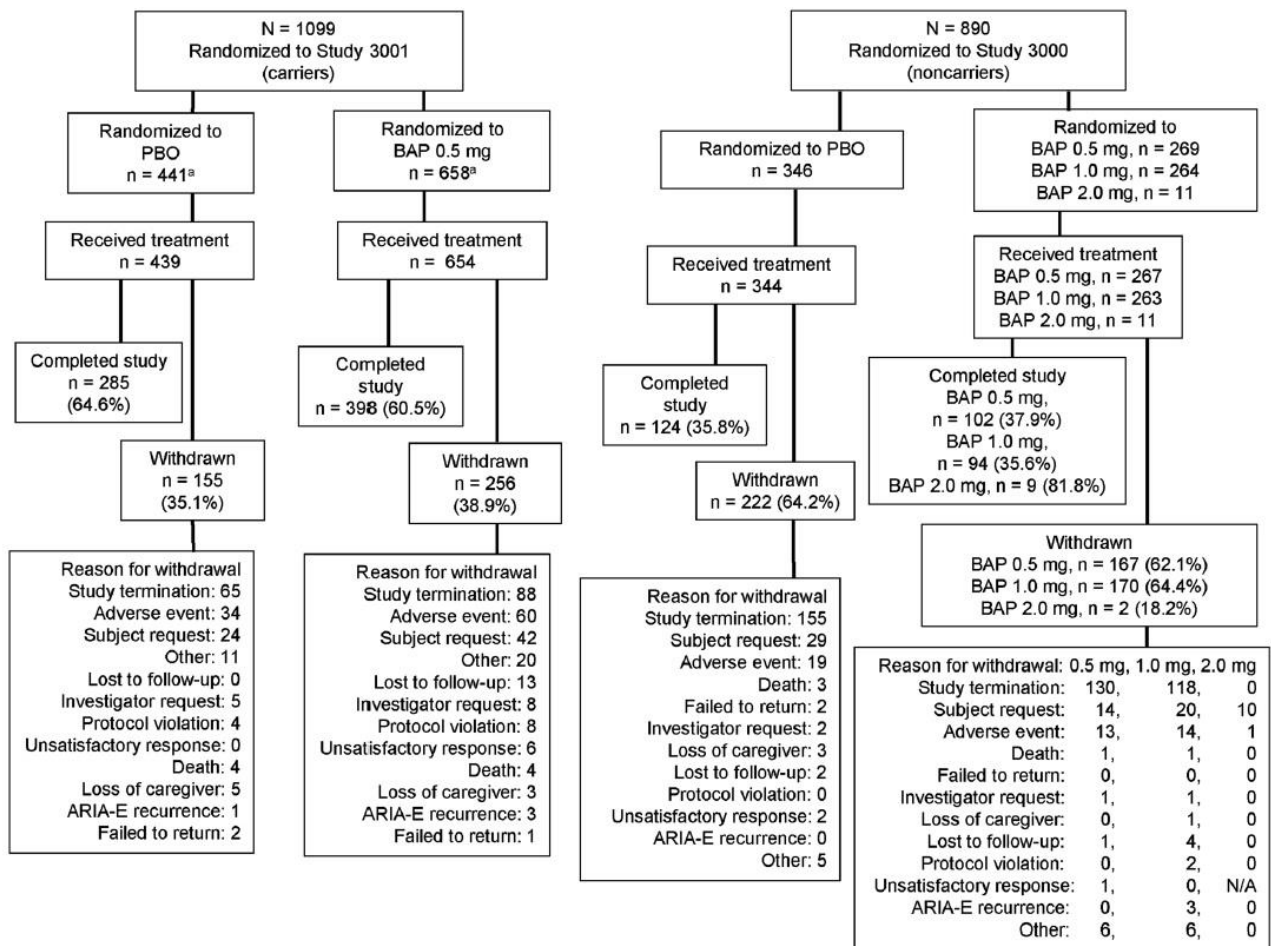 N = 1099
Randomized to Study 3001
(carriers)
Randomized to
PBO
n = 441ᵃ
Randomized to
BAP 0.5 mg
n = 658ᵃ
Received treatment
n = 439
Received treatment
n = 654
Completed study
n = 285
(64.6%)
Completed
study
n = 398 (60.5%)
Withdrawn
n = 155
(35.1%)
Withdrawn
n = 256
(38.9%)
Reason for withdrawal
Study termination: 65
Adverse event: 34
Subject request: 24
Other: 11
Lost to follow-up: 0
Investigator request: 5
Protocol violation: 4
Unsatisfactory response: 0
Death: 4
Loss of caregiver: 5
ARIA-E recurrence: 1
Failed to return: 2
Reason for withdrawal
Study termination: 88
Adverse event: 60
Subject request: 42
Other: 20
Lost to follow-up: 13
Investigator request: 8
Protocol violation: 8
Unsatisfactory response: 6
Death: 4
Loss of caregiver: 3
ARIA-E recurrence: 3
Failed to return: 1
N = 890
Randomized to Study 3000
(noncarriers)
Randomized to PBO
n = 346
Randomized to
BAP 0.5 mg, n = 269
BAP 1.0 mg, n = 264
BAP 2.0 mg, n = 11
Received treatment
n = 344
Received treatment
BAP 0.5 mg, n = 267
BAP 1.0 mg, n = 263
BAP 2.0 mg, n = 11
Completed
study
n = 124 (35.8%)
Completed study
BAP 0.5 mg,
n = 102 (37.9%)
BAP 1.0 mg,
n = 94 (35.6%)
BAP 2.0 mg, n = 9 (81.8%)
Withdrawn
n = 222 (64.2%)
Withdrawn
BAP 0.5 mg, n = 167 (62.1%)
BAP 1.0 mg, n = 170 (64.4%)
BAP 2.0 mg, n = 2 (18.2%)
Reason for withdrawal
Study termination: 155
Subject request: 29
Adverse event: 19
Death: 3
Failed to return: 2
Investigator request: 2
Loss of caregiver: 3
Lost to follow-up: 2
Protocol violation: 0
Unsatisfactory response: 2
ARIA-E recurrence: 0
Other: 5
Reason for withdrawal: 0.5 mg, 1.0 mg, 2.0 mg
Study termination: 130, 118, 0
Subject request: 14, 20, 10
Adverse event: 13, 14, 1
Death: 1, 1, 0
Failed to return: 0, 0, 0
Investigator request: 1, 1, 0
Loss of caregiver: 0, 1, 0
Lost to follow-up: 1, 4, 0
Protocol violation: 0, 2, 0
Unsatisfactory response: 1, 0, N/A
ARIA-E recurrence: 0, 3, 0
Other: 6, 6, 0